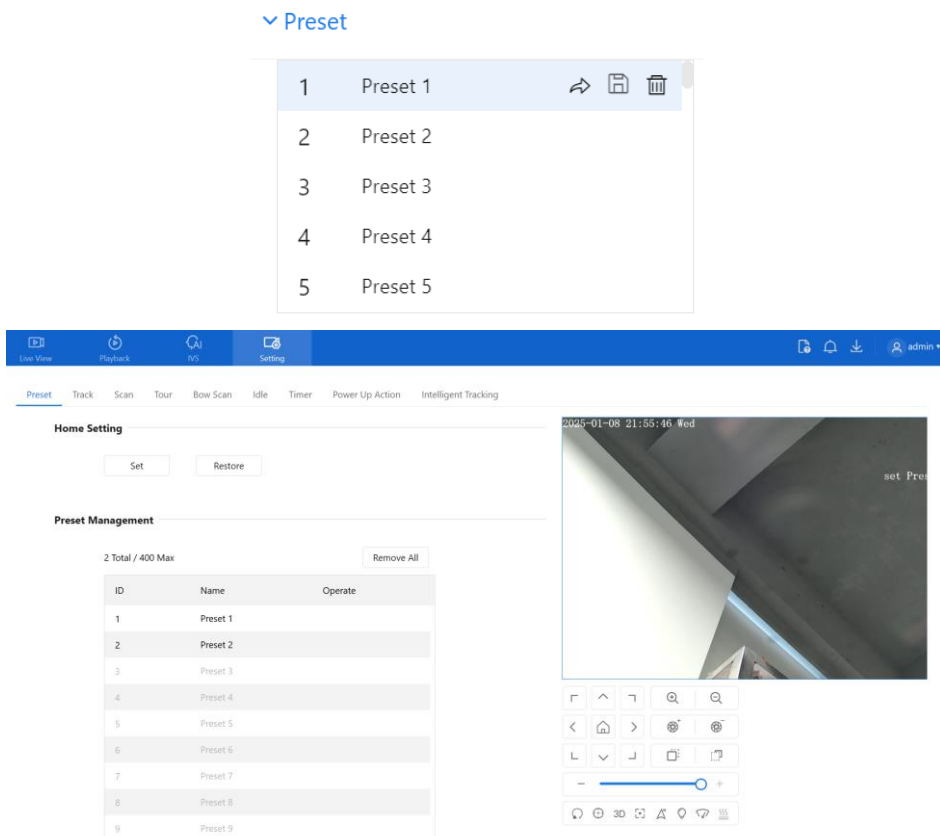 Preset
1 Preset 1
2 Preset 2
3 Preset 3
4 Preset 4
5 Preset 5
Live View Playback IVS Setting admin
Preset Track Scan Tour Bow Scan Idle Timer Power Up Action Intelligent Tracking
Home Setting
2025-01-08 21:55:46 Wed
Set Restore
set Pres
Preset Management
2 Total / 400 Max Remove All
ID Name Operate
1 Preset 1
2 Preset 2
3 Preset 3
4 Preset 4
5 Preset 5
6 Preset 6
7 Preset 7
8 Preset 8
9 Preset 9
3D